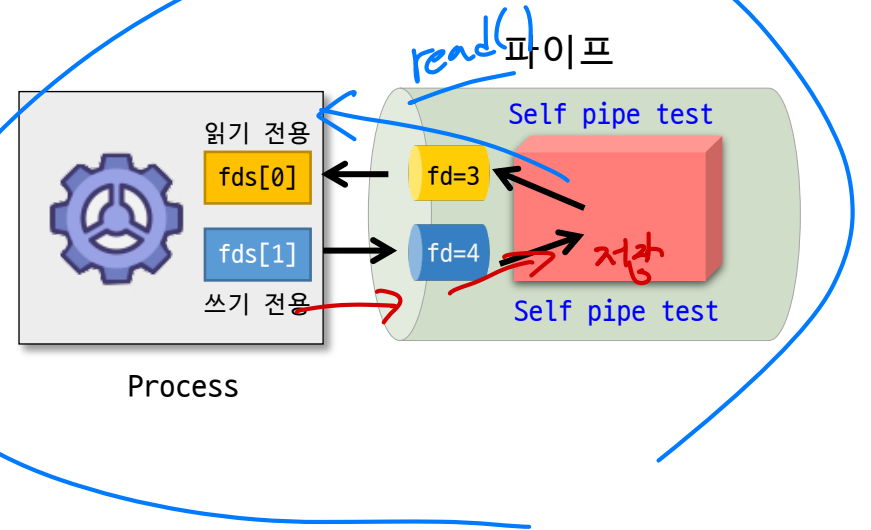 read()
파이프
Self pipe test
읽기 전용
fds[0]
fd=3
fds[1]
fd=4
저장
쓰기 전용
Self pipe test
Process